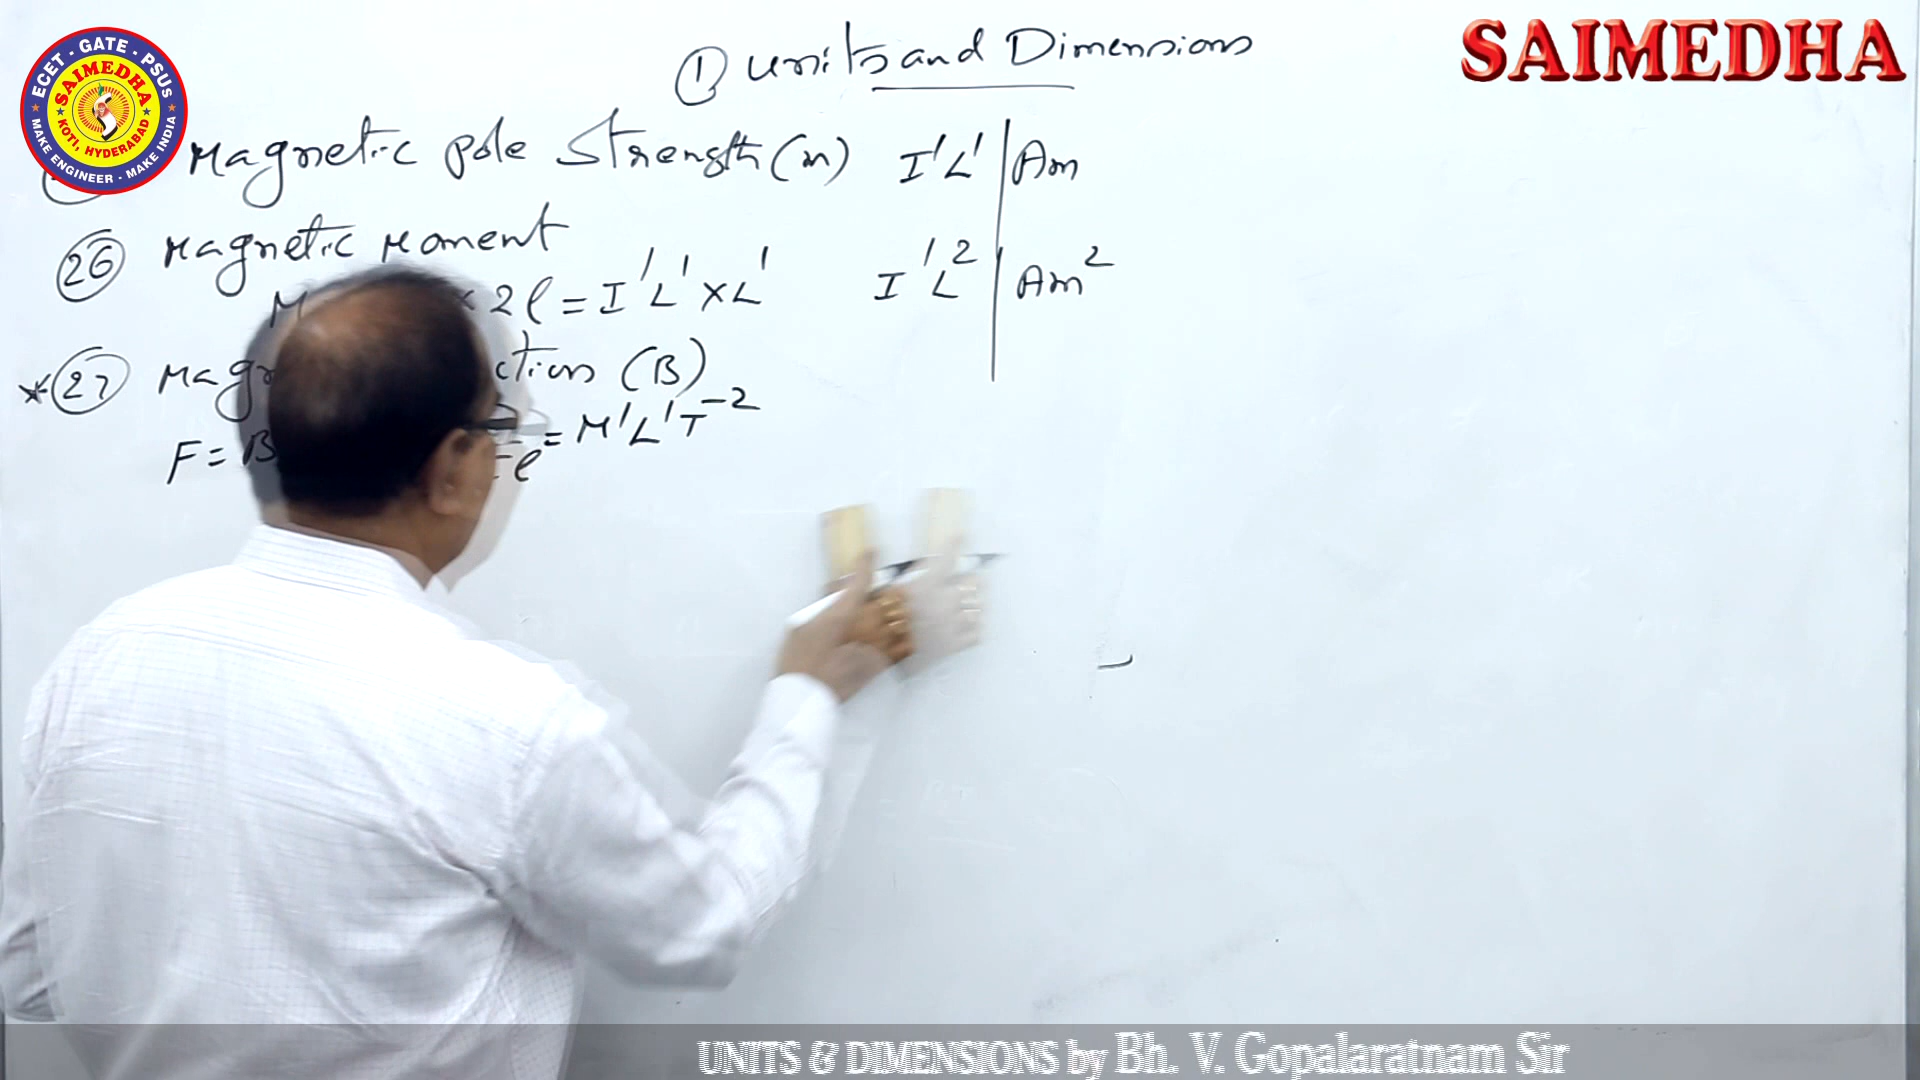 ① Units and Dimensions
SAIMEDHA
ECET · GATE · PSUS
SAIMEDHA
KOTI, HYDERABAD
MAKE ENGINEER - MAKE INDIA
Magnetic pole Strength (m) I¹L¹ | Am
㉖ Magnetic Moment
M × 2l = I¹L¹ × L¹ I¹L² | Am²
* ㉗ (B)
F = B l = M¹L¹T⁻²
UNITS & DIMENSIONS by Bh. V. Gopalaratnam Sir